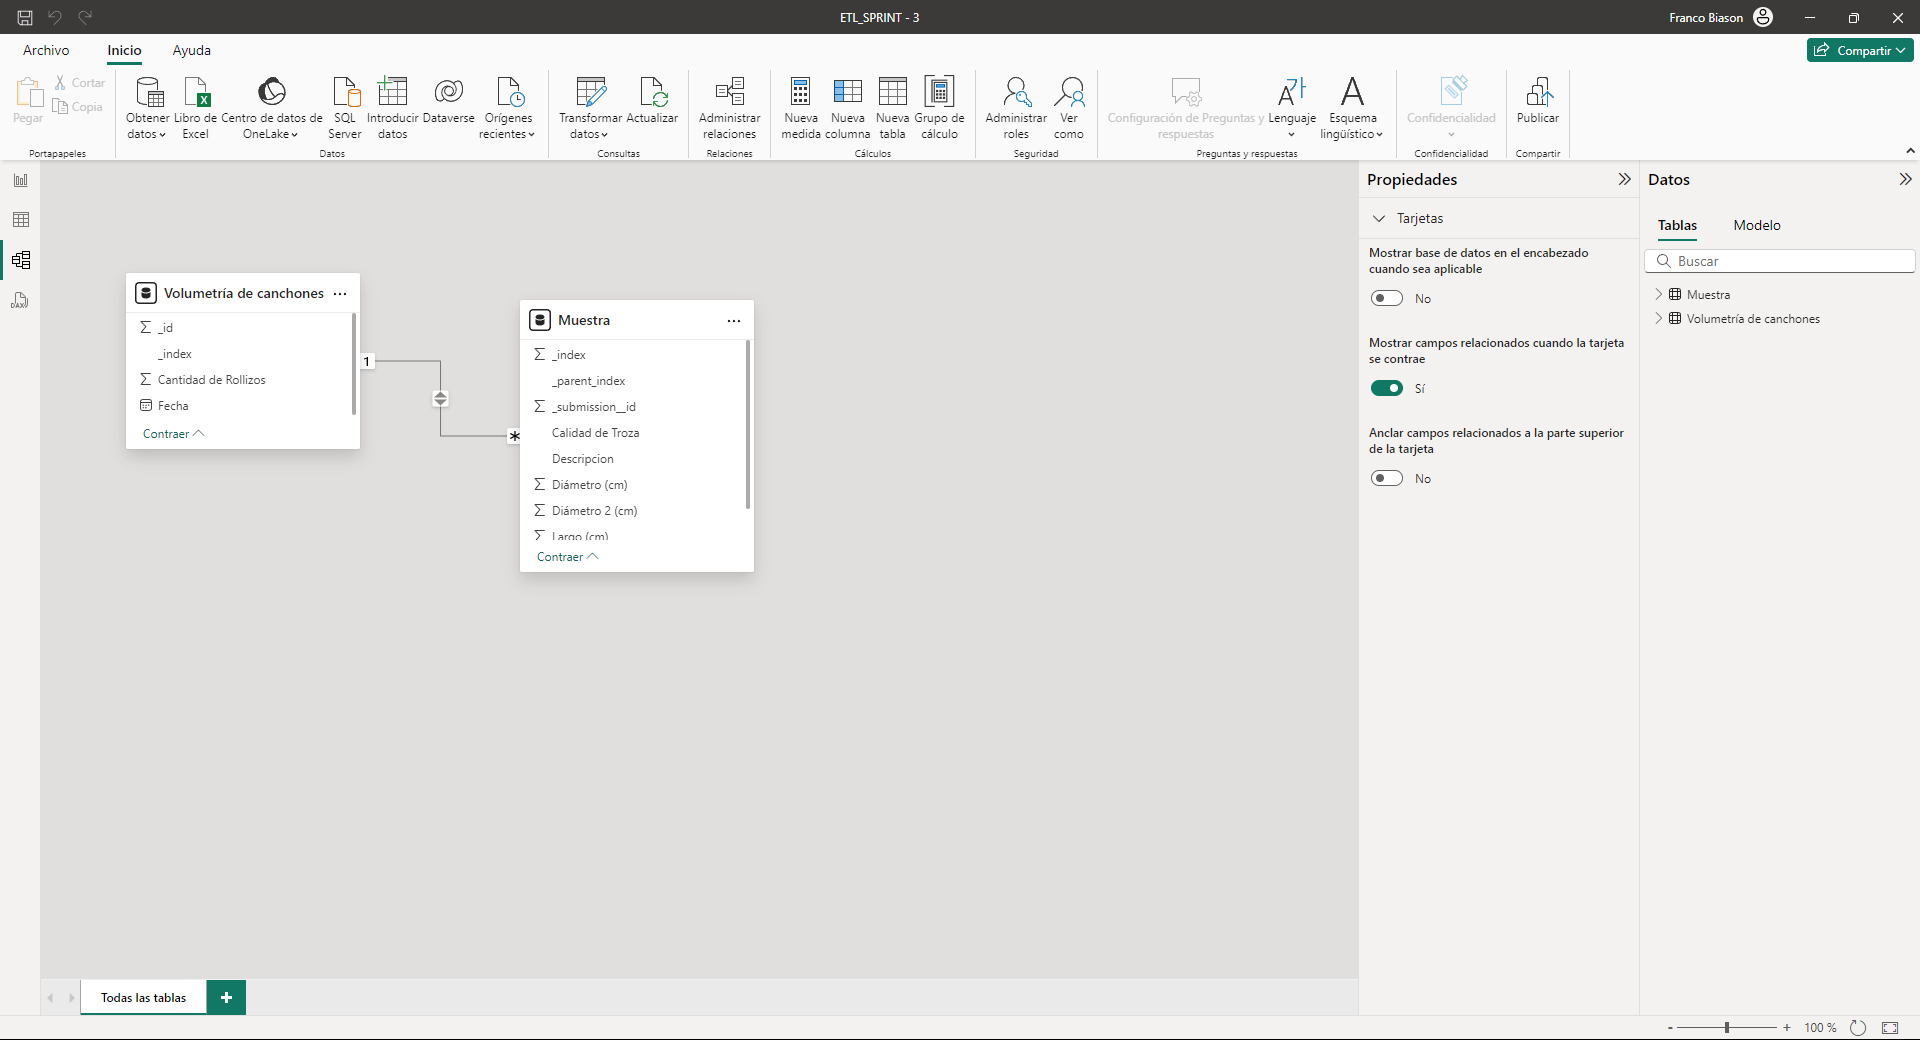 ETL_SPRINT - 3
Franco Biason
Archivo
Inicio
Ayuda
Compartir
Pegar
Cortar
Copia
Portapapeles
Obtener datos
Libro de Excel
Centro de datos de OneLake
SQL Server
Introducir datos
Dataverse
Orígenes recientes
Datos
Transformar datos
Actualizar
Consultas
Administrar relaciones
Relaciones
Nueva medida
Nueva columna
Nueva tabla
Grupo de cálculo
Cálculos
Administrar roles
Ver como
Seguridad
Configuración de Preguntas y respuestas
Lenguaje
Esquema lingüístico
Preguntas y respuestas
Confidencialidad
Confidencialidad
Publicar
Compartir
DAX
Volumetría de canchones
_id
_index
Cantidad de Rollizos
Fecha
Contraer
1
*
Muestra
_index
_parent_index
_submission__id
Calidad de Troza
Descripcion
Diámetro (cm)
Diámetro 2 (cm)
Largo (cm)
Contraer
Propiedades
Tarjetas
Mostrar base de datos en el encabezado
cuando sea aplicable
No
Mostrar campos relacionados cuando la tarjeta
se contrae
Sí
Anclar campos relacionados a la parte superior
de la tarjeta
No
Datos
Tablas
Modelo
Buscar
Muestra
Volumetría de canchones
Todas las tablas
+
- + 100 %